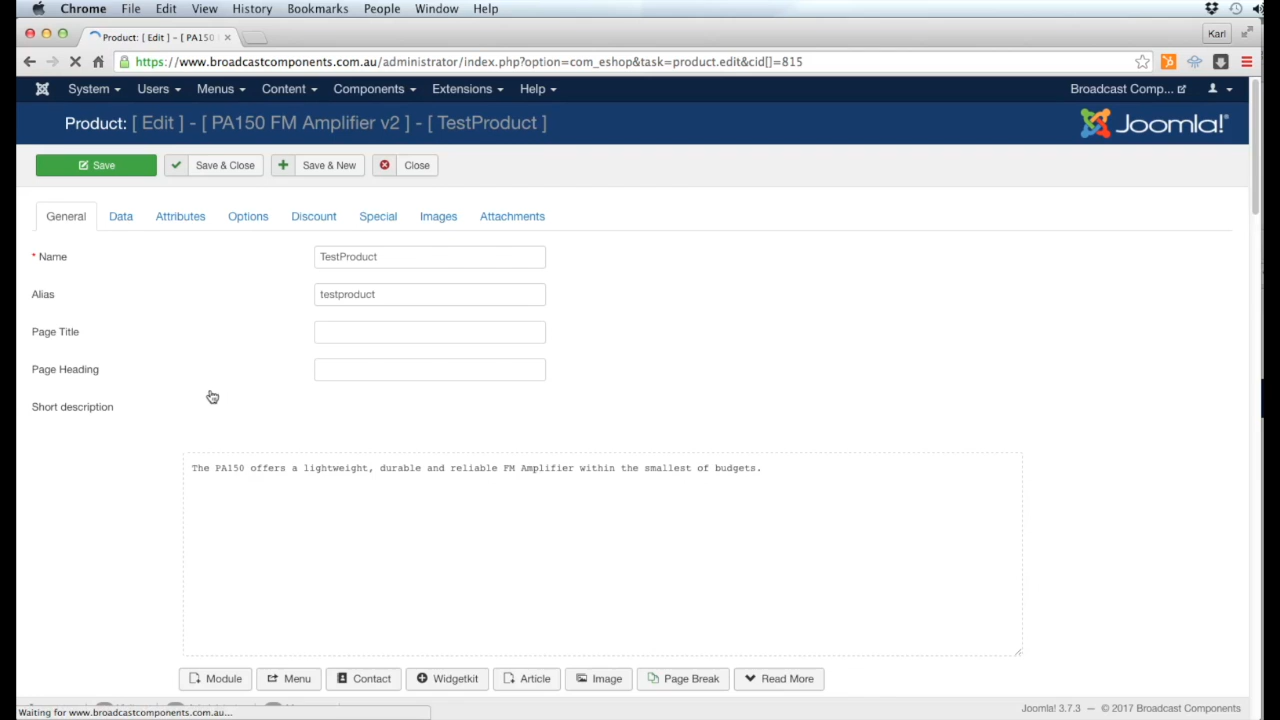 Chrome File Edit View History Bookmarks People Window Help
Product: [ Edit ] - [ PA150 Karl
https://www.broadcastcomponents.com.au/administrator/index.php?option=com_eshop&task=product.edit&cid[]=815
System Users Menus Content Components Extensions Help Broadcast Comp...
Product: [ Edit ] - [ PA150 FM Amplifier v2 ] - [ TestProduct ] Joomla!®
Save Save & Close Save & New Close
General Data Attributes Options Discount Special Images Attachments
* Name TestProduct
Alias testproduct
Page Title
Page Heading
Short description
The PA150 offers a lightweight, durable and reliable FM Amplifier within the smallest of budgets.
Module Menu Contact Widgetkit Article Image Page Break Read More
Waiting for www.broadcastcomponents.com.au... Joomla! 3.7.3 — © 2017 Broadcast Components